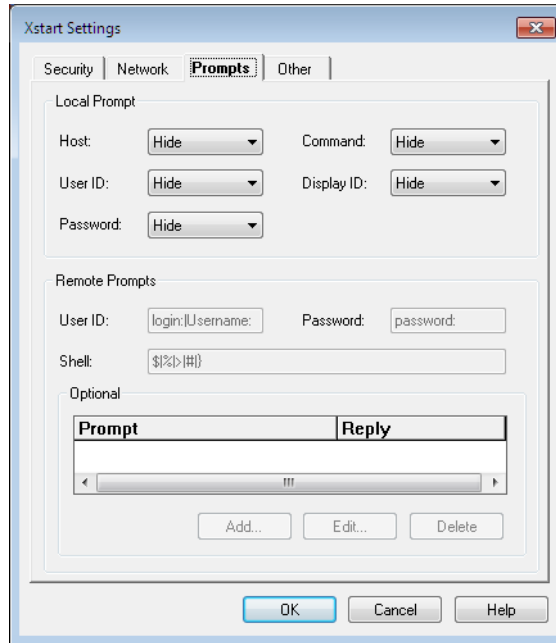 Xstart Settings
Security Network Prompts Other
Local Prompt
Host: Hide Command: Hide
User ID: Hide Display ID: Hide
Password: Hide
Remote Prompts
User ID: login:|Username: Password: password:
Shell: $|%|>|#|}
Optional
Prompt Reply
Add... Edit... Delete
OK Cancel Help